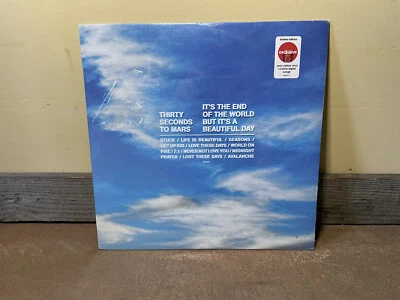 limited edition
exclusive
THIRTY
SECONDS
TO MARS
IT'S THE END
OF THE WORLD
BUT IT'S A
BEAUTIFUL DAY
STUCK / LIFE IS BEAUTIFUL / SEASONS /
GET UP KID / LOVE THESE DAYS / WORLD ON
FIRE / 7:1 / NEVER NOT LOVE YOU / MIDNIGHT
PRAYER / LOST THESE DAYS / AVALANCHE